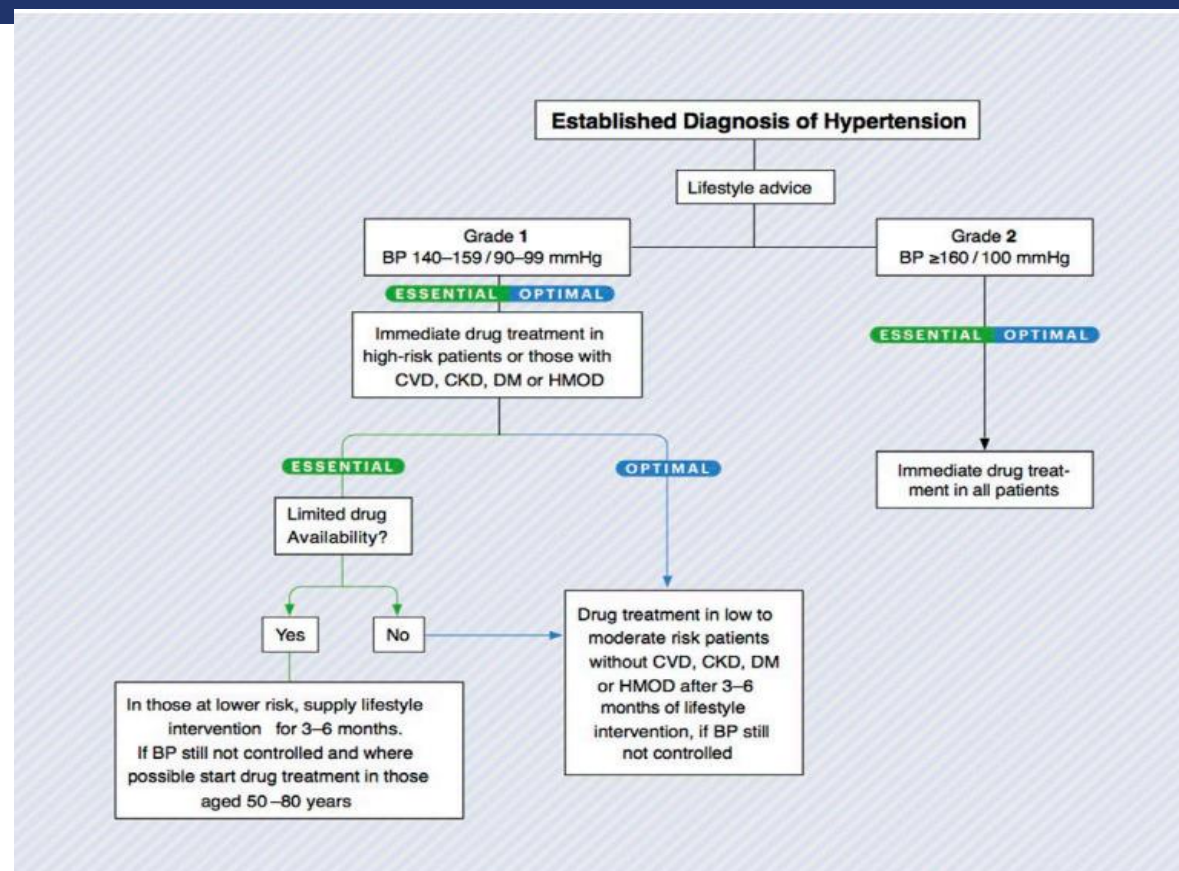 Established Diagnosis of Hypertension
Lifestyle advice
Grade 1
BP 140–159 / 90–99 mmHg
ESSENTIAL OPTIMAL
Immediate drug treatment in
high-risk patients or those with
CVD, CKD, DM or HMOD
Grade 2
BP ≥160 / 100 mmHg
ESSENTIAL OPTIMAL
Immediate drug treat-
ment in all patients
ESSENTIAL
Limited drug
Availability?
Yes
No
In those at lower risk, supply lifestyle
intervention for 3–6 months.
If BP still not controlled and where
possible start drug treatment in those
aged 50–80 years
OPTIMAL
Drug treatment in low to
moderate risk patients
without CVD, CKD, DM
or HMOD after 3–6
months of lifestyle
intervention, if BP still
not controlled